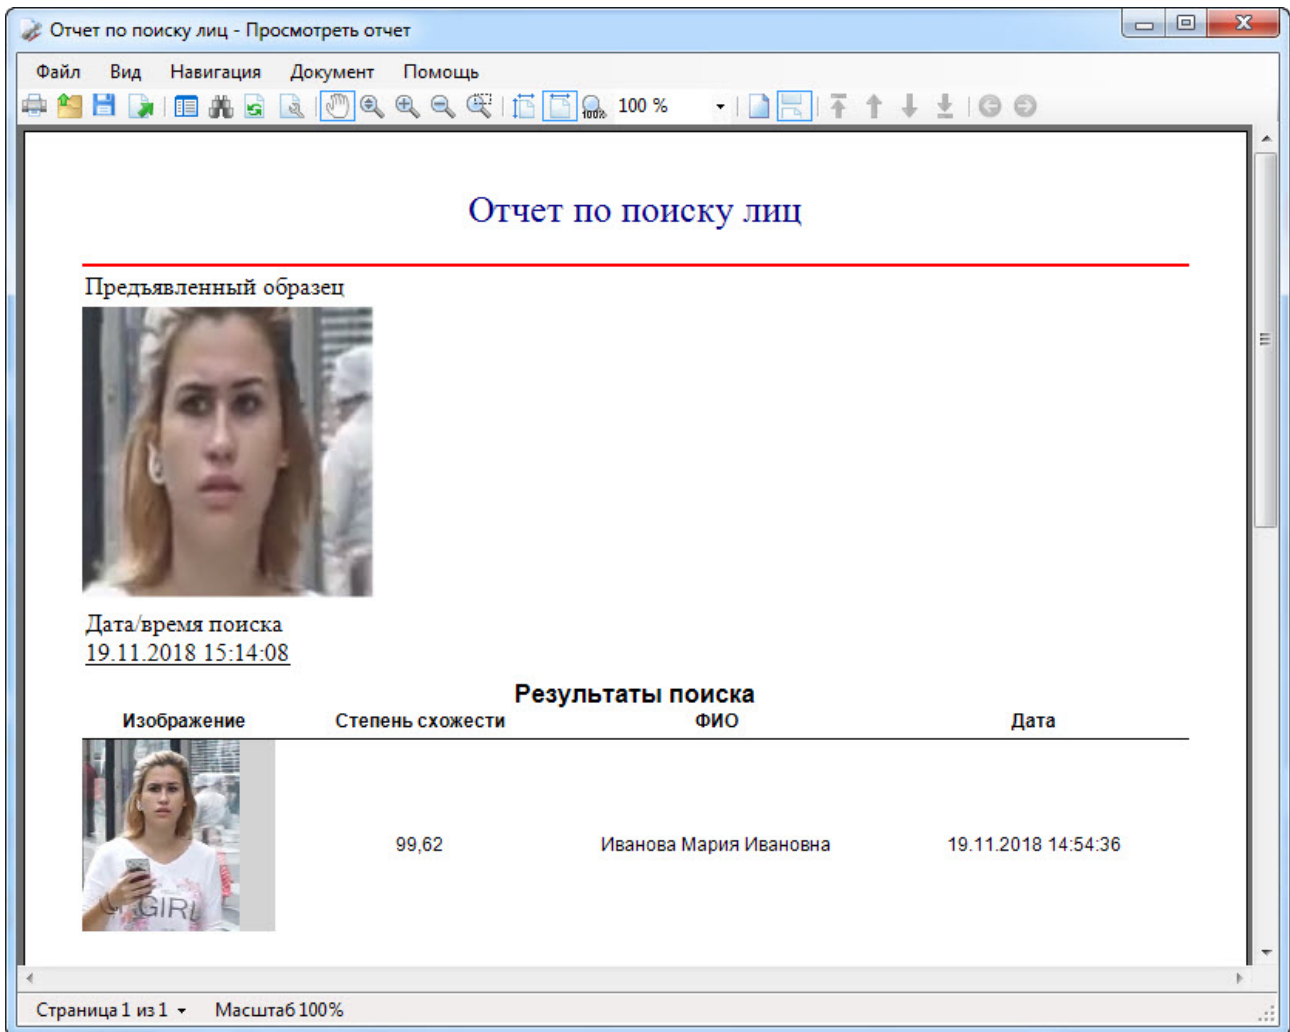 Отчет по поиску лиц - Просмотреть отчет
Файл Вид Навигация Документ Помощь
100% 100 %
Отчет по поиску лиц
Предъявленный образец
Дата/время поиска
19.11.2018 15:14:08
Результаты поиска
Изображение Степень схожести ФИО Дата
99,62 Иванова Мария Ивановна 19.11.2018 14:54:36
GIRL
Страница 1 из 1 Масштаб 100%